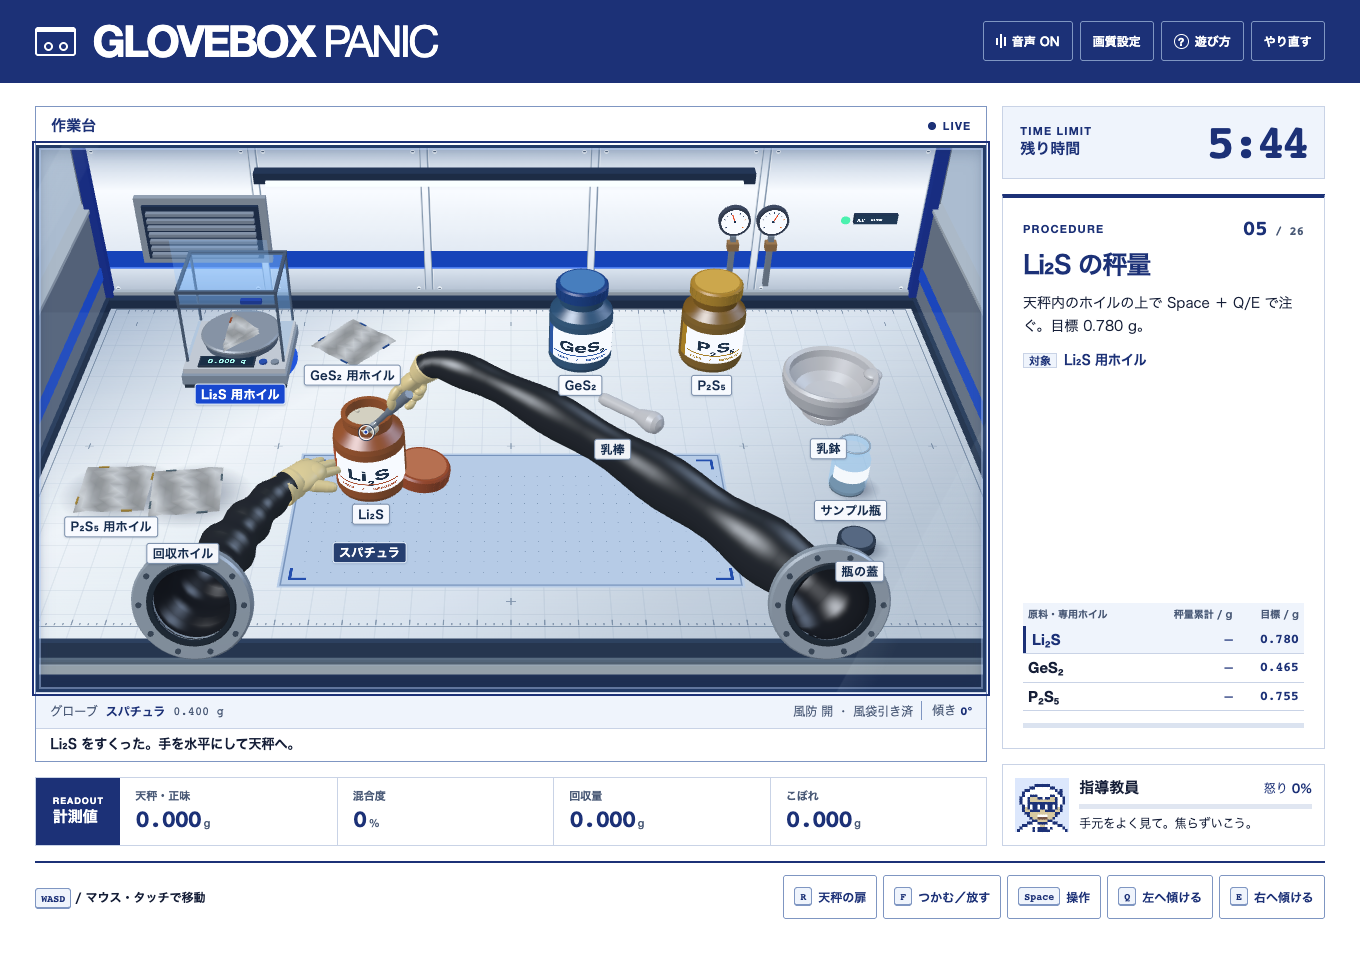 GLOVEBOX PANIC
音声 ON
画質設定
? 遊び方
やり直す
作業台
LIVE
0.000 g
Li₂S 用ホイル
GeS₂ 用ホイル
GeS₂
GeS₂
P₂S₅
P₂S₅
乳棒
乳鉢
Li₂S
Li₂S
サンプル瓶
P₂S₅ 用ホイル
回収ホイル
スパチュラ
瓶の蓋
グローブ スパチュラ 0.400 g
風防 開 ・ 風袋引き済
傾き 0°
Li₂S をすくった。手を水平にして天秤へ。
READOUT
計測値
天秤・正味
0.000 g
混合度
0 %
回収量
0.000 g
こぼれ
0.000 g
TIME LIMIT
残り時間
5:44
PROCEDURE
05 / 26
Li₂S の秤量
天秤内のホイルの上で Space ＋ Q/E で注
ぐ。目標 0.780 g。
対象 Li₂S 用ホイル
原料・専用ホイル 秤量累計 / g 目標 / g
Li₂S — 0.780
GeS₂ — 0.465
P₂S₅ — 0.755
指導教員
怒り 0%
手元をよく見て。焦らずいこう。
WASD / マウス・タッチで移動
R 天秤の扉
F つかむ／放す
Space 操作
Q 左へ傾ける
E 右へ傾ける